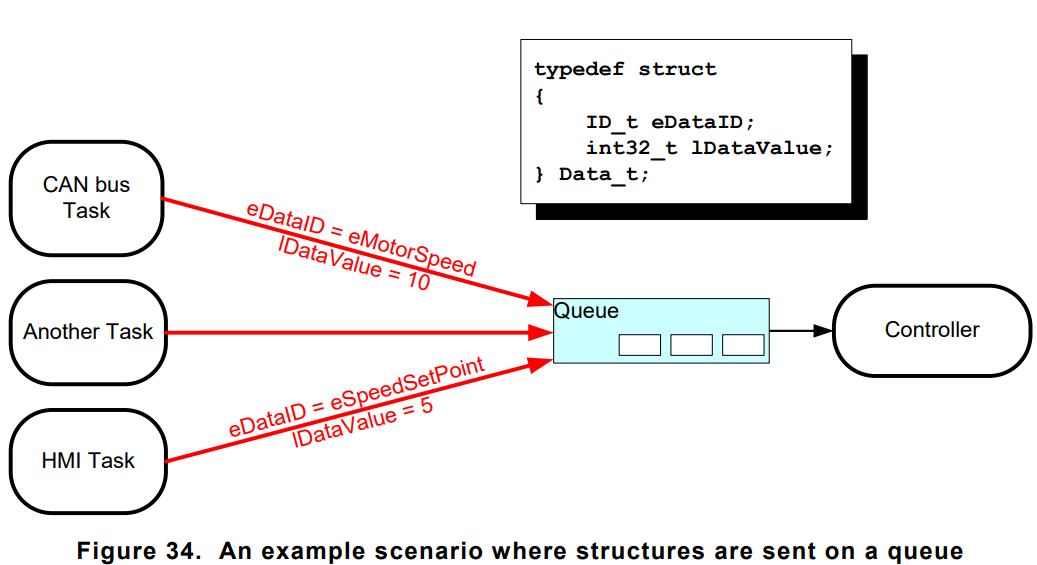 typedef struct
{
ID_t eDataID;
int32_t lDataValue;
} Data_t;
CAN bus
Task
eDataID = eMotorSpeed
lDataValue = 10
Another Task
Queue
Controller
eDataID = eSpeedSetPoint
lDataValue = 5
HMI Task
Figure 34. An example scenario where structures are sent on a queue